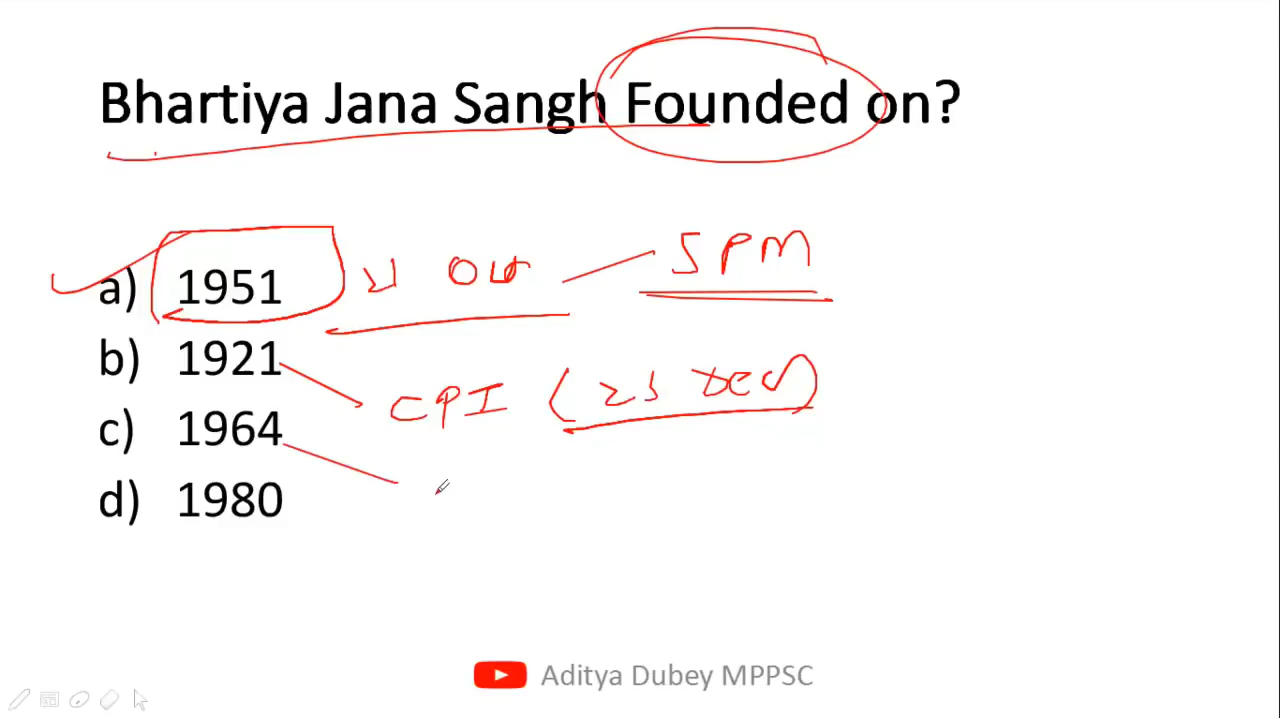 Bhartiya Jana Sangh Founded on?
a) 1951 21 Oct SPM
b) 1921
CPI (25 Dec)
c) 1964
d) 1980
Aditya Dubey MPPSC